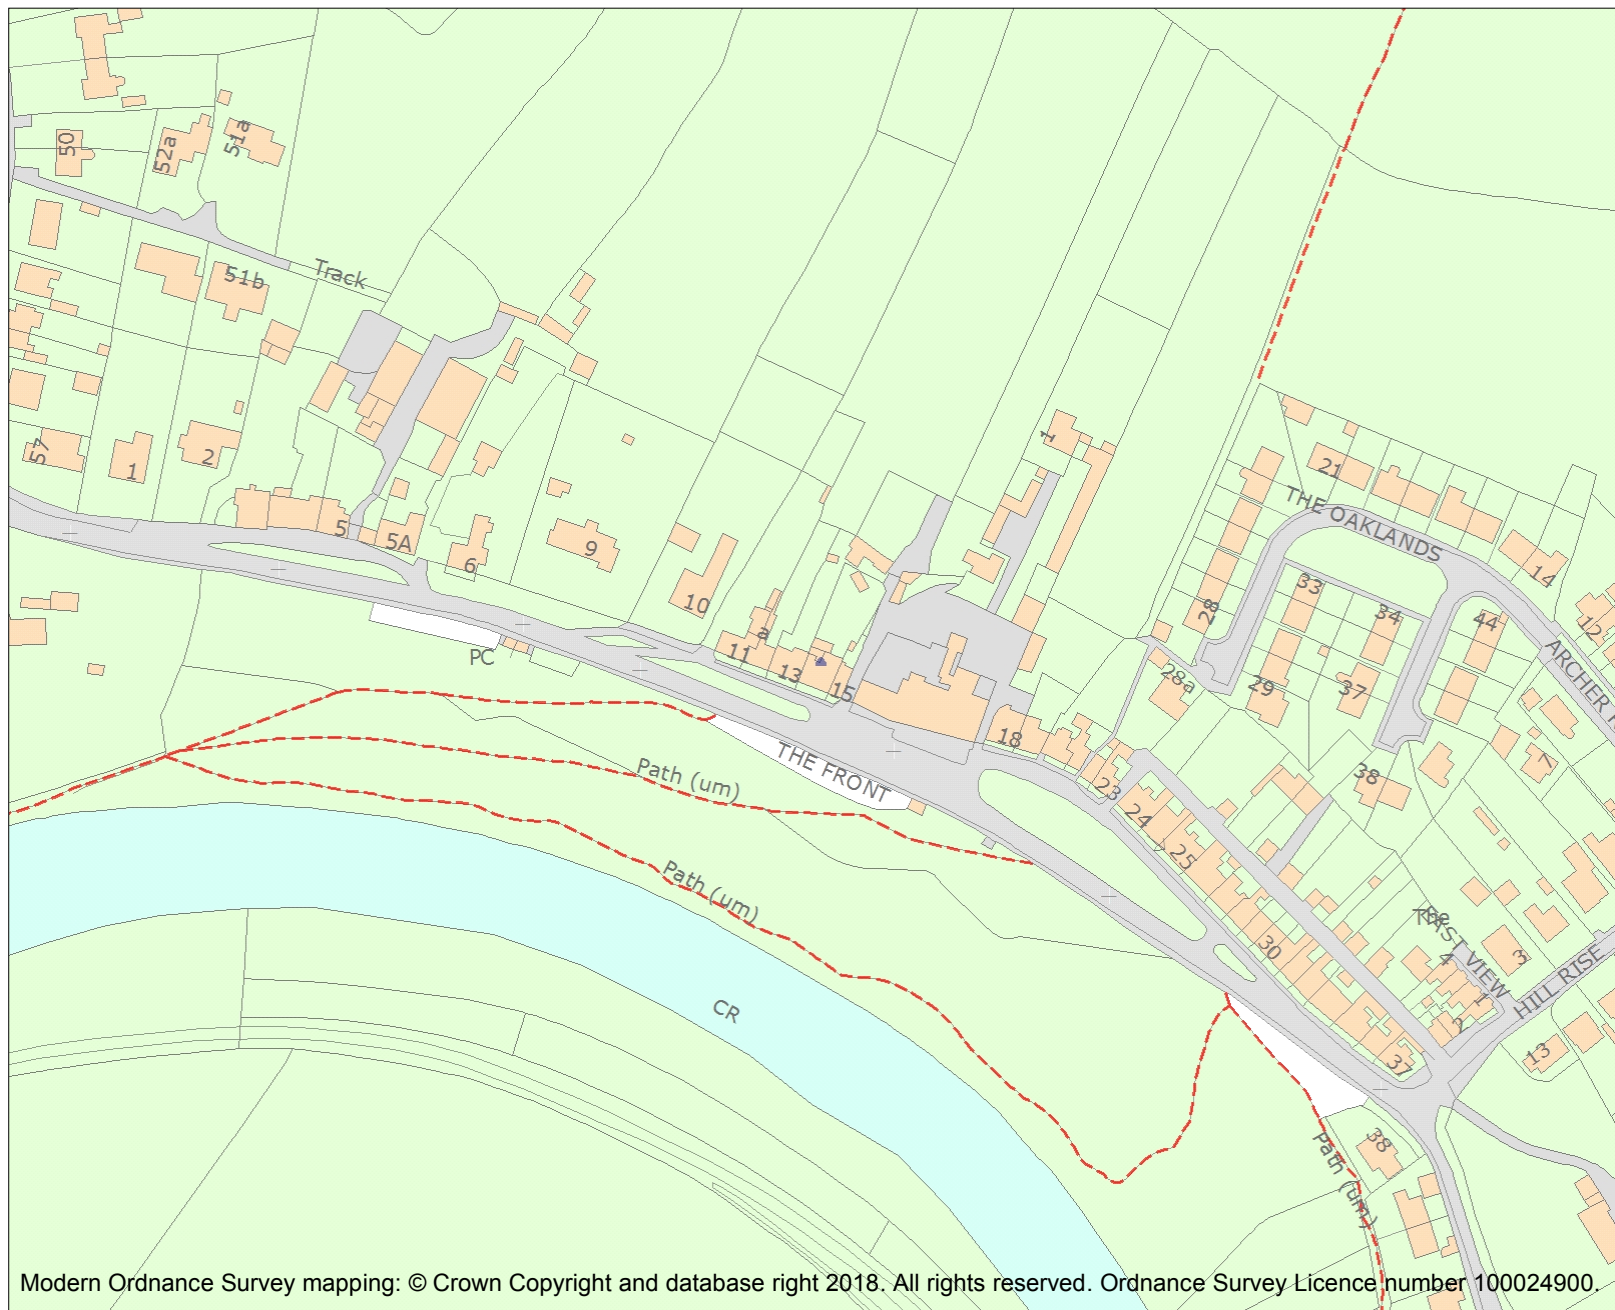 50
52a
51a
51b
Track
57
1
2
5
5A
6
9
10
11
a
13
15
18
1
21
THE OAKLANDS
14
12
28
33
34
44
28a
29
37
ARCHER R
7
38
PC
THE FRONT
Path (um)
Path (um)
23
24
25
30
37
The
EAST VIEW
4
3
1
2
HILL RISE
13
CR
38
Path (um)
Modern Ordnance Survey mapping: © Crown Copyright and database right 2018. All rights reserved. Ordnance Survey Licence number 100024900.